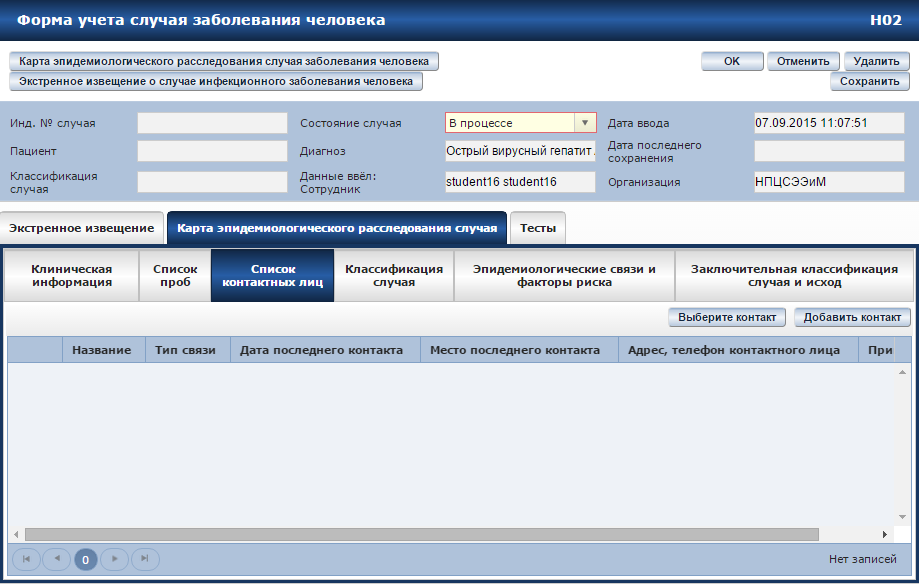 Форма учета случая заболевания человека H02
Карта эпидемиологического расследования случая заболевания человека OK Отменить Удалить
Экстренное извещение о случае инфекционного заболевания человека Сохранить
Инд. № случая Состояние случая В процессе Дата ввода 07.09.2015 11:07:51
Пациент Диагноз Острый вирусный гепатит Дата последнего
сохранения
Классификация
случая Данные ввёл:
Сотрудник student16 student16 Организация НПЦСЭЭиМ
Экстренное извещение Карта эпидемиологического расследования случая Тесты
Клиническая
информация Список
проб Список
контактных лиц Классификация
случая Эпидемиологические связи и
факторы риска Заключительная классификация
случая и исход
Выберите контакт Добавить контакт
Название Тип связи Дата последнего контакта Место последнего контакта Адрес, телефон контактного лица При
0 Нет записей